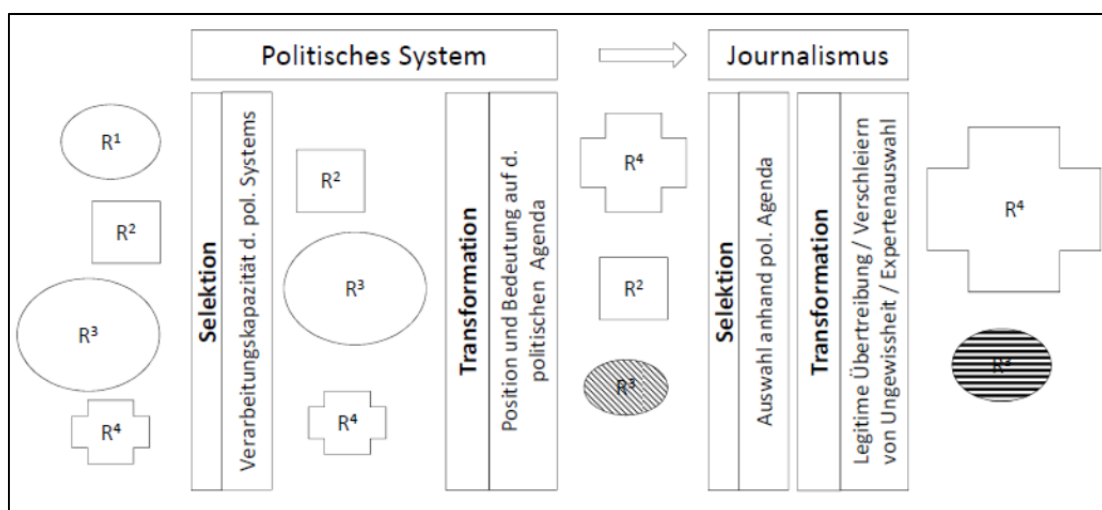 Politisches System
Journalismus
R¹
R²
R³
R⁴
Selektion
Verarbeitungskapazität d. pol. Systems
R²
R³
R⁴
Transformation
Position und Bedeutung auf d.
politischen Agenda
R⁴
R²
R³
Selektion
Auswahl anhand pol. Agenda
Transformation
Legitime Übertreibung / Verschleiern
von Ungewissheit / Expertenauswahl
R⁴